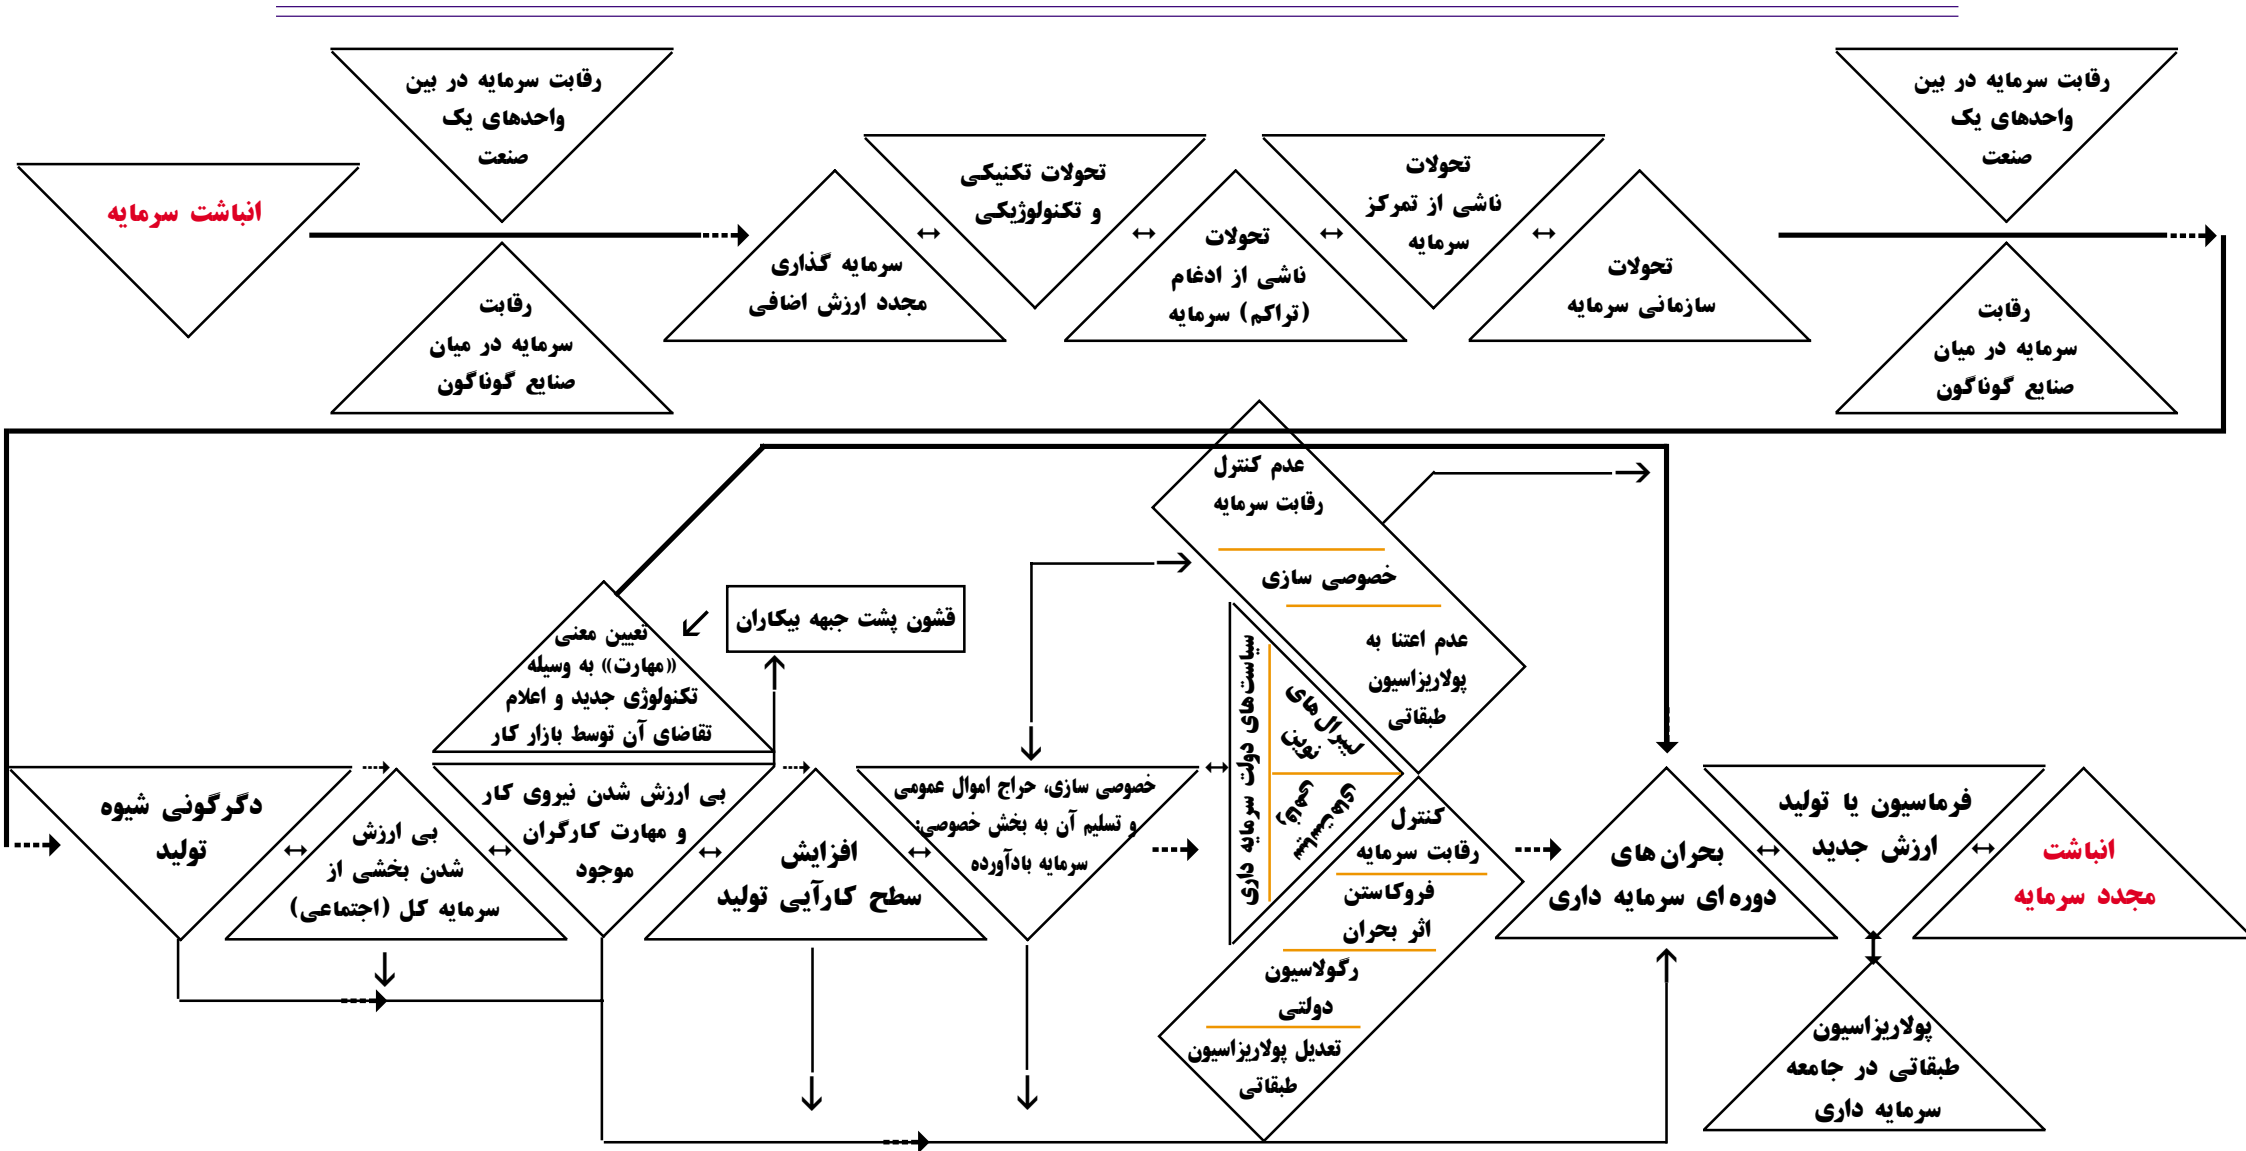 انباشت سرمایه
رقابت سرمایه در بین
واحدهای یک
صنعت
رقابت
سرمایه در میان
صنایع گوناگون
سرمایه گذاری
مجدد ارزش اضافی
تحولات تکنیکی
و تکنولوژیکی
تحولات
ناشی از ادغام
(تراکم) سرمایه
تحولات
ناشی از تمرکز
سرمایه
تحولات
سازمانی سرمایه
رقابت سرمایه در بین
واحدهای یک
صنعت
رقابت
سرمایه در میان
صنایع گوناگون
دگرگونی شیوه
تولید
بی ارزش
شدن بخشی از
سرمایه کل (اجتماعی)
تعیین معنی
«مهارت» به وسیله
تکنولوژی جدید و اعلام
تقاضای آن توسط بازار کار
قشون پشت جبهه بیکاران
بی ارزش شدن نیروی کار
و مهارت کارگران
موجود
افزایش
سطح کارآیی تولید
خصوصی سازی، حراج اموال عمومی
و تسلیم آن به بخش خصوصی:
سرمایه بادآورده
سیاست‌های دولت سرمایه داری
لیبرال های
نوین
سیاست‌های
رفاهی
عدم کنترل
رقابت سرمایه
خصوصی سازی
عدم اعتنا به
پولاریزاسیون
طبقاتی
کنترل
رقابت سرمایه
فروکاستن
اثر بحران
رگولاسیون
دولتی
تعدیل پولاریزاسیون
طبقاتی
بحران های
دوره ای سرمایه داری
فرماسیون یا تولید
ارزش جدید
پولاریزاسیون
طبقاتی در جامعه
سرمایه داری
انباشت
مجدد سرمایه